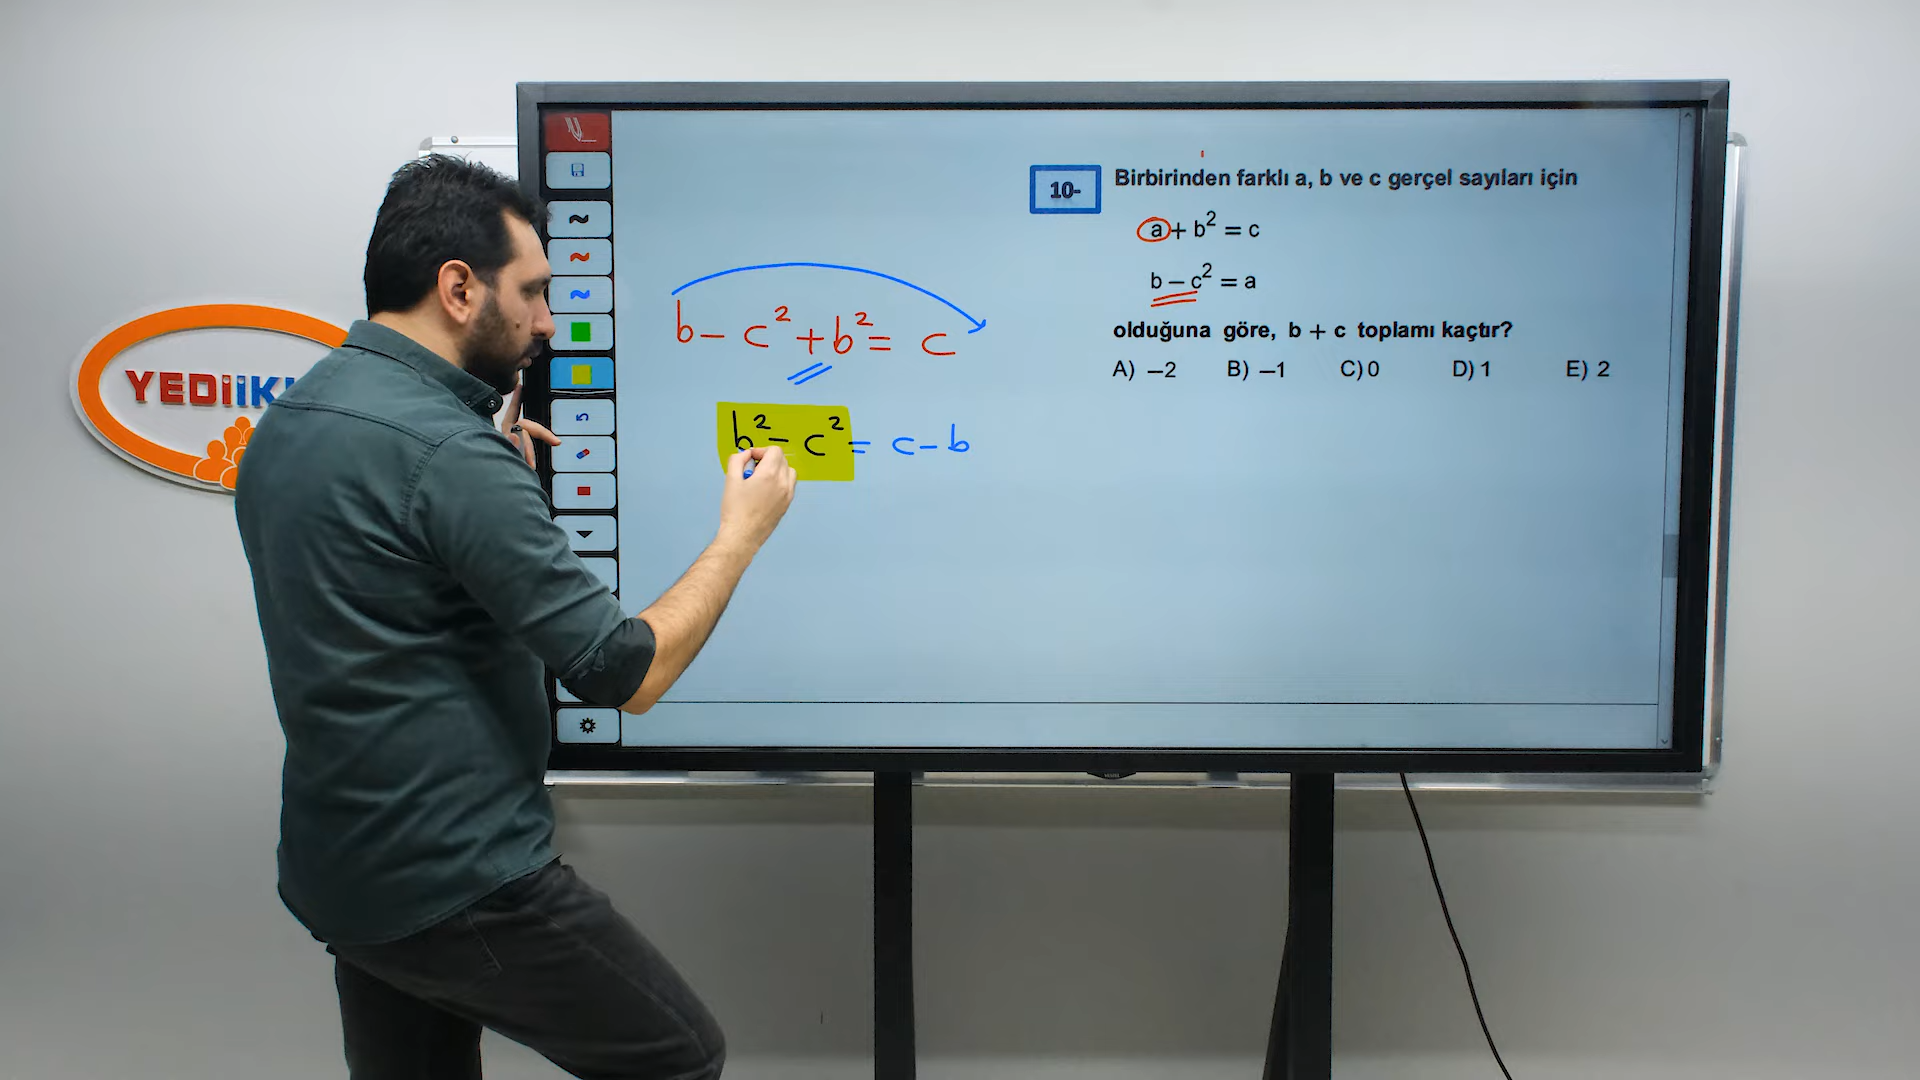 YEDiiK
b - c² + b² = c
b² - c² = c - b
10-
Birbirinden farklı a, b ve c gerçel sayıları için
a + b² = c
b – c² = a
olduğuna göre, b + c toplamı kaçtır?
A) –2 B) –1 C) 0 D) 1 E) 2